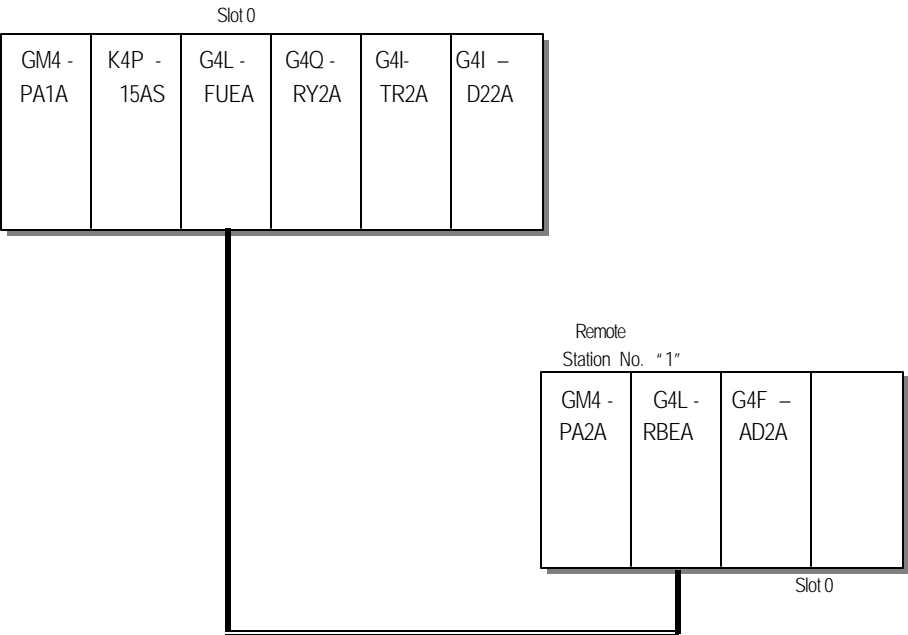 Slot 0
GM4 - K4P - G4L - G4Q - G4I- G4I –
PA1A 15AS FUEA RY2A TR2A D22A
Remote
Station No. "1"
GM4 - G4L - G4F –
PA2A RBEA AD2A
Slot 0